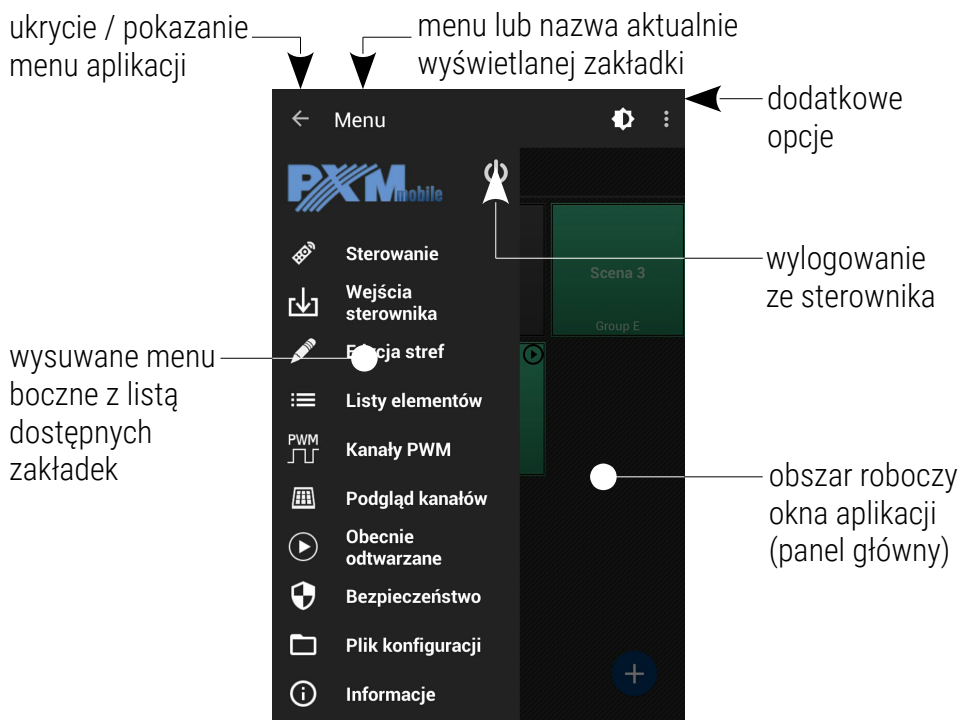 ukrycie / pokazanie
menu aplikacji
menu lub nazwa aktualnie
wyświetlanej zakładki
dodatkowe
opcje
Menu
PXM mobile
wylogowanie
ze sterownika
Sterowanie
Wejścia
sterownika
Edycja stref
Listy elementów
PWM
Kanały PWM
Podgląd kanałów
Obecnie
odtwarzane
Bezpieczeństwo
Plik konfiguracji
Informacje
Scena 3
Group E
wysuwane menu
boczne z listą
dostępnych
zakładek
obszar roboczy
okna aplikacji
(panel główny)